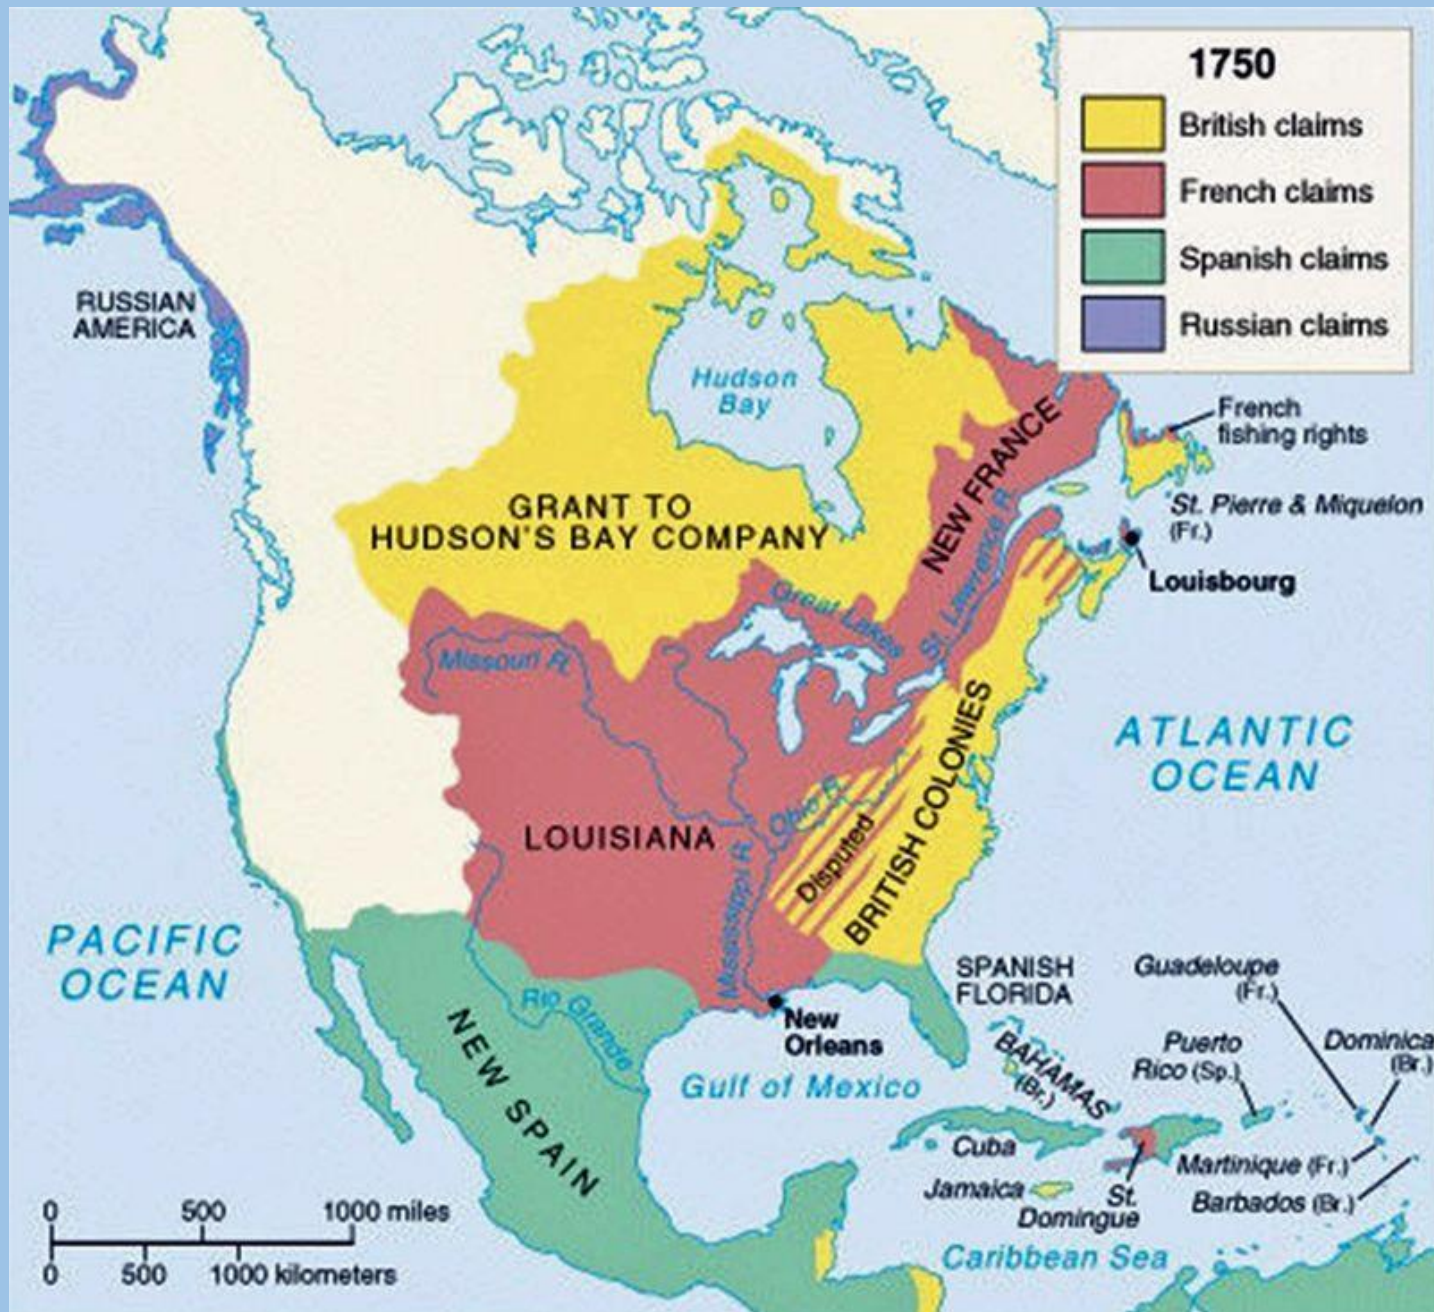 1750
British claims
French claims
Spanish claims
Russian claims
RUSSIAN
AMERICA
Hudson
Bay
French
fishing rights
GRANT TO
HUDSON'S BAY COMPANY
NEW FRANCE
St. Lawrence R.
St. Pierre & Miquelon
(Fr.)
Louisbourg
Great Lakes
Missouri R.
ATLANTIC
OCEAN
LOUISIANA
Ohio R.
Disputed
BRITISH COLONIES
Mississippi R.
PACIFIC
OCEAN
SPANISH
FLORIDA
Guadeloupe
(Fr.)
Rio Grande
New
Orleans
NEW SPAIN
Gulf of Mexico
BAHAMAS
(Br.)
Puerto
Rico (Sp.)
Dominica
(Br.)
Cuba
Jamaica
St.
Domingue
Martinique (Fr.)
Barbados (Br.)
Caribbean Sea
0 500 1000 miles
0 500 1000 kilometers